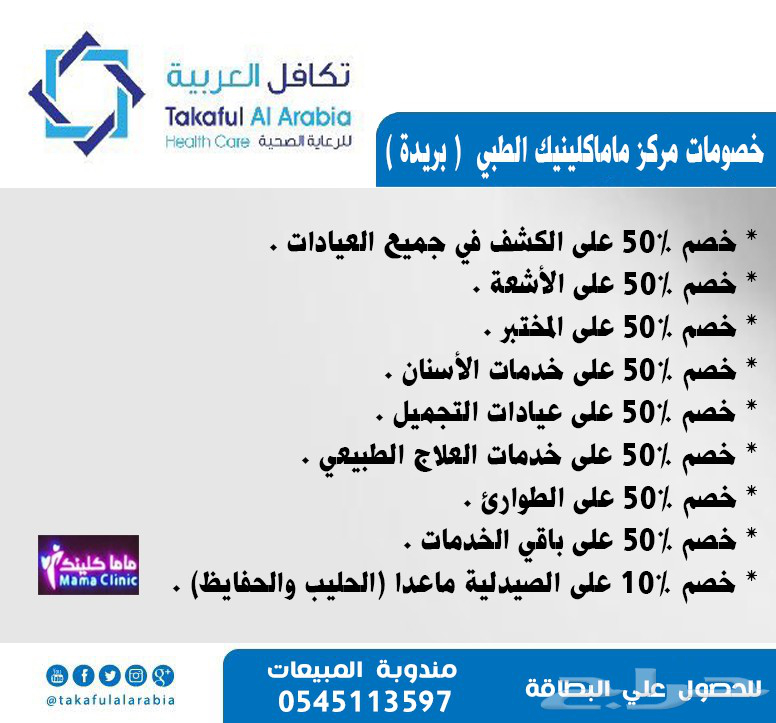 تكافل العربية
Takaful Al Arabia
Health Care للرعاية الصحية
خصومات مركز ماماكلينيك الطبي ( بريدة )
* خصم 50% على الكشف في جميع العيادات .
* خصم 50% على الأشعة .
* خصم 50% على المختبر .
* خصم 50% على خدمات الأسنان .
* خصم 50% على عيادات التجميل .
* خصم 50% على خدمات العلاج الطبيعي .
* خصم 50% على الطوارئ .
* خصم 50% على باقي الخدمات .
* خصم 10% على الصيدلية ماعدا (الحليب والحفايظ) .
ماما كلينك
Mama Clinic
للحصول علي البطاقة
مندوبة المبيعات
0545113597
@takafulalarabia
حراج